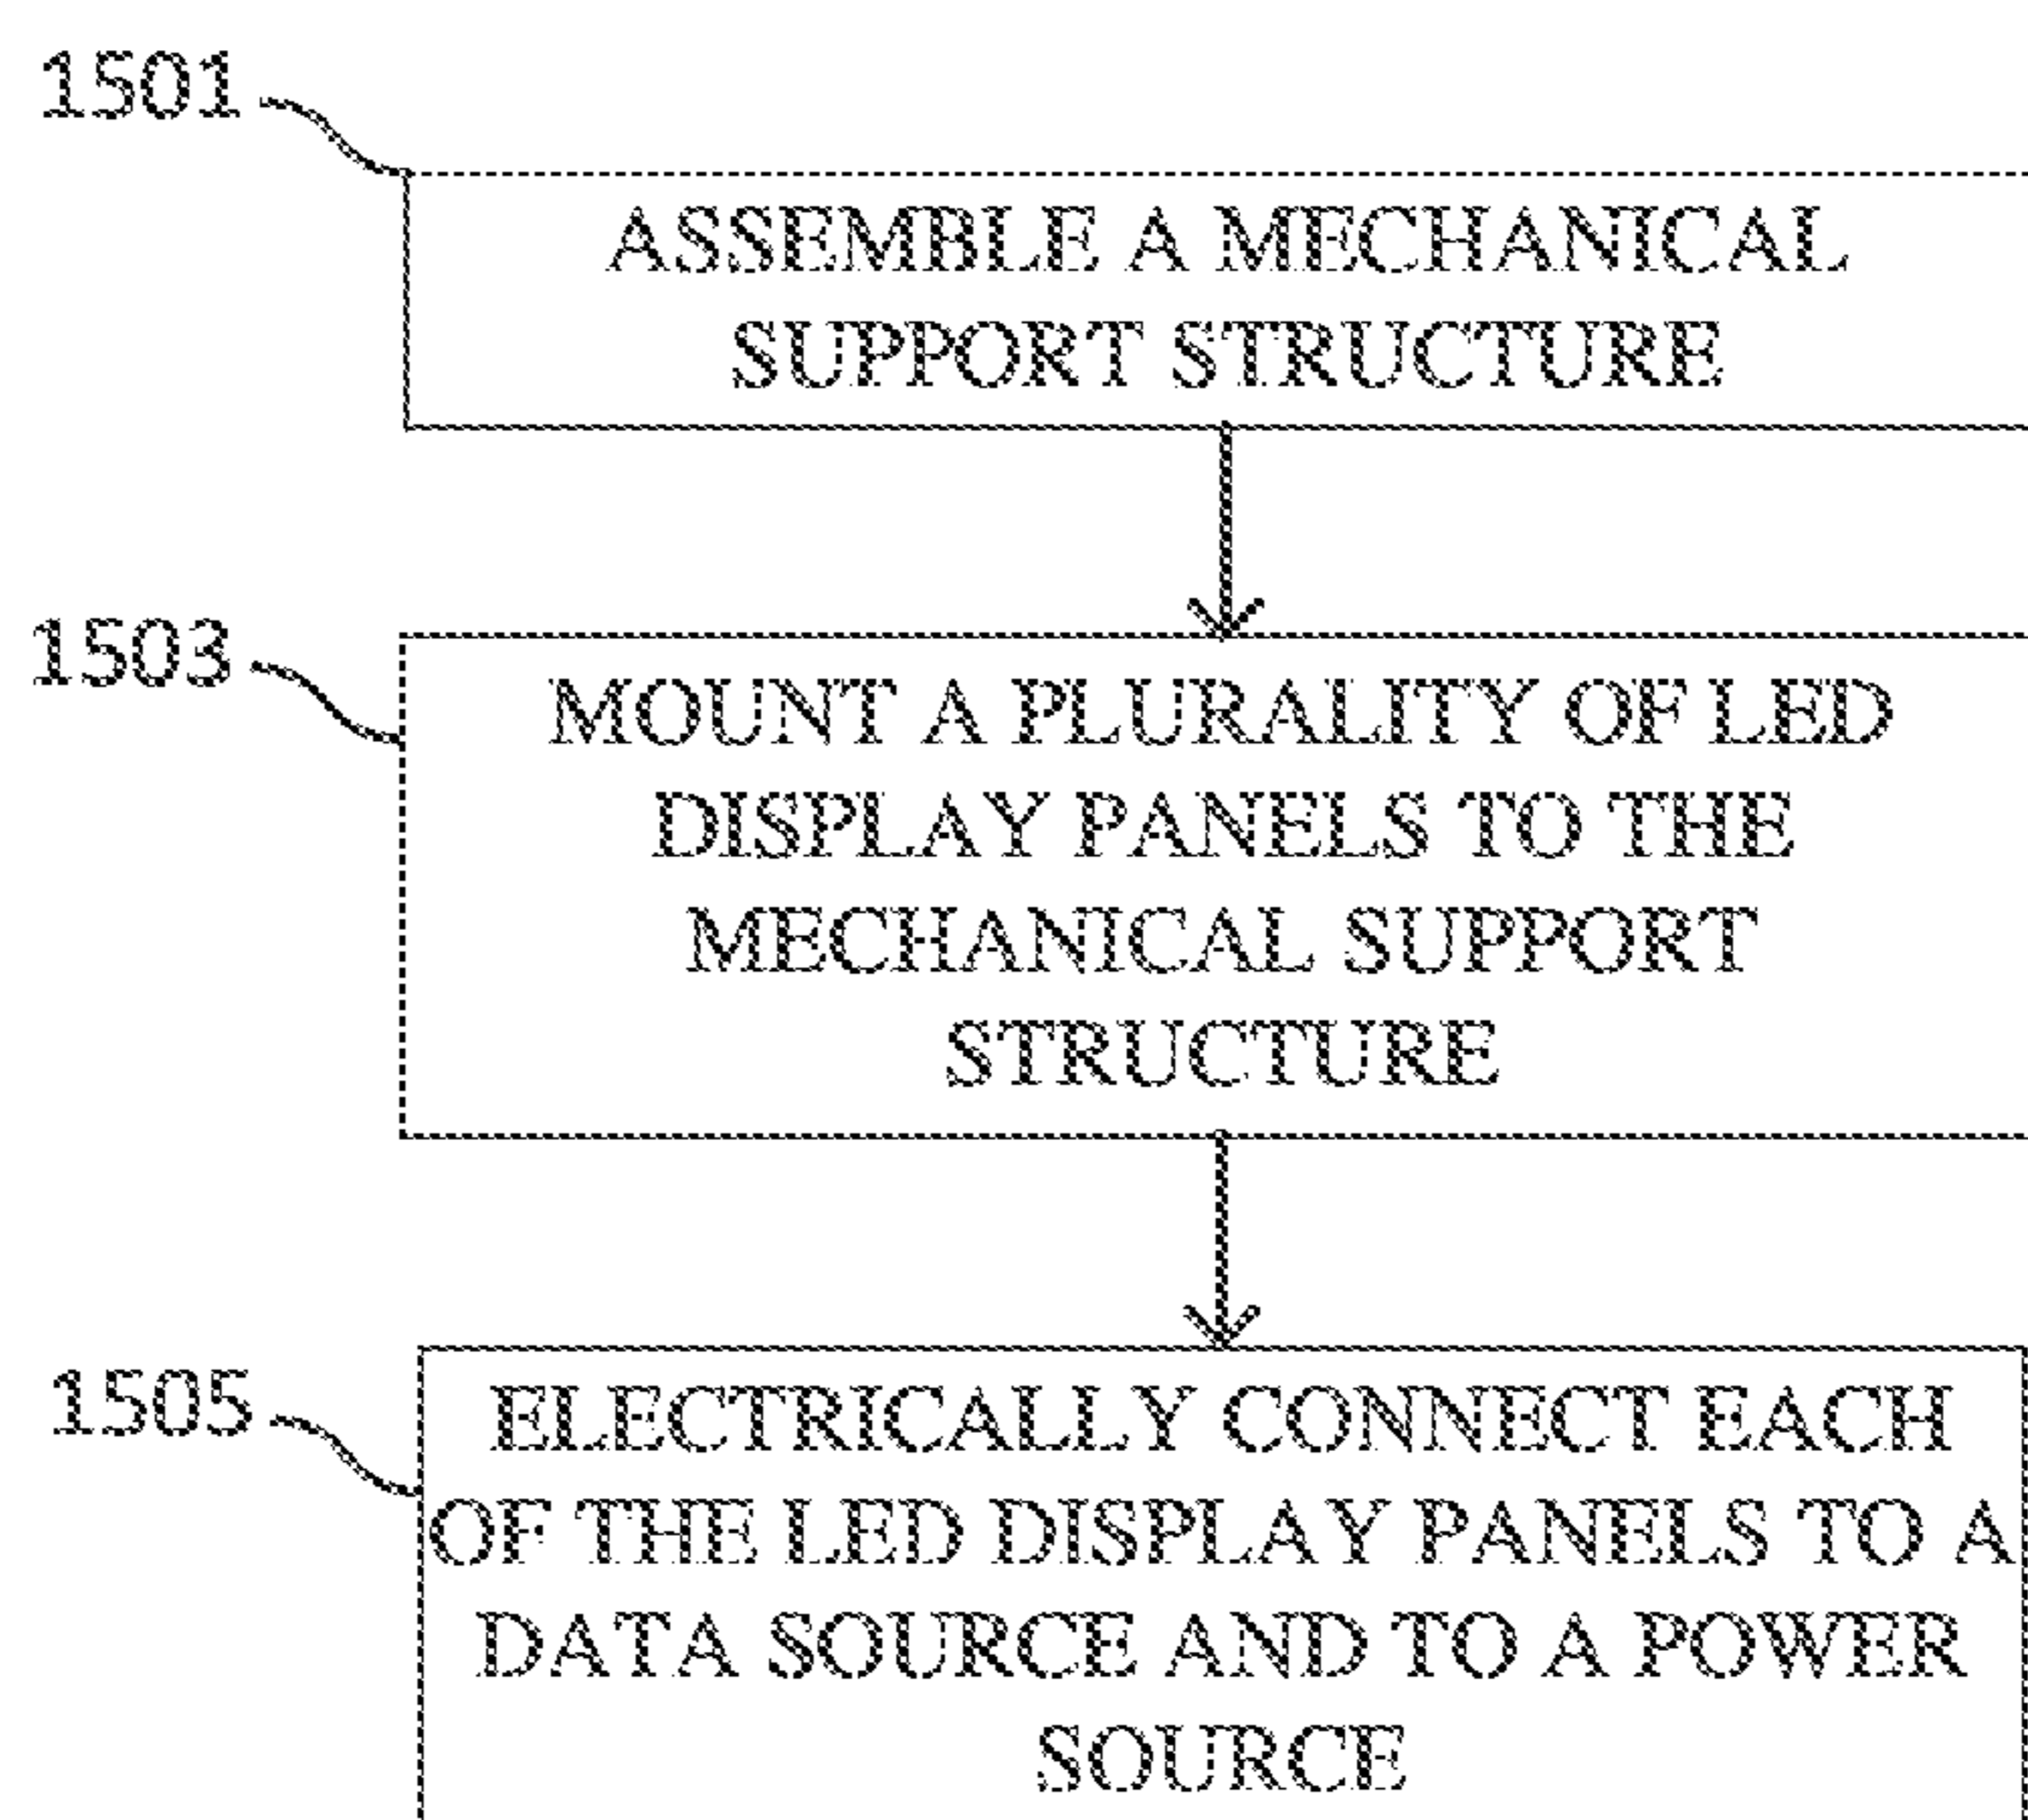 1501
ASSEMBLE A MECHANICAL
SUPPORT STRUCTURE
1503
MOUNT A PLURALITY OF LED
DISPLAY PANELS TO THE
MECHANICAL SUPPORT
STRUCTURE
1505
ELECTRICALLY CONNECT EACH
OF THE LED DISPLAY PANELS TO A
DATA SOURCE AND TO A POWER
SOURCE